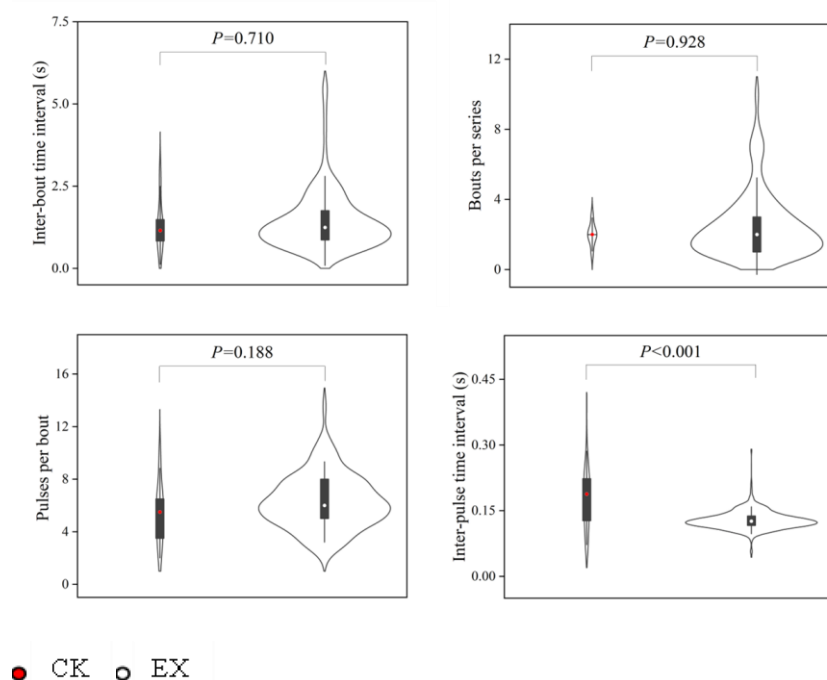 7.5
5.0
2.5
0.0
Inter-bout time interval (s)
P=0.710
12
8
4
0
Bouts per series
P=0.928
16
12
8
4
0
Pulses per bout
P=0.188
0.45
0.30
0.15
0.00
Inter-pulse time interval (s)
P<0.001
CK EX